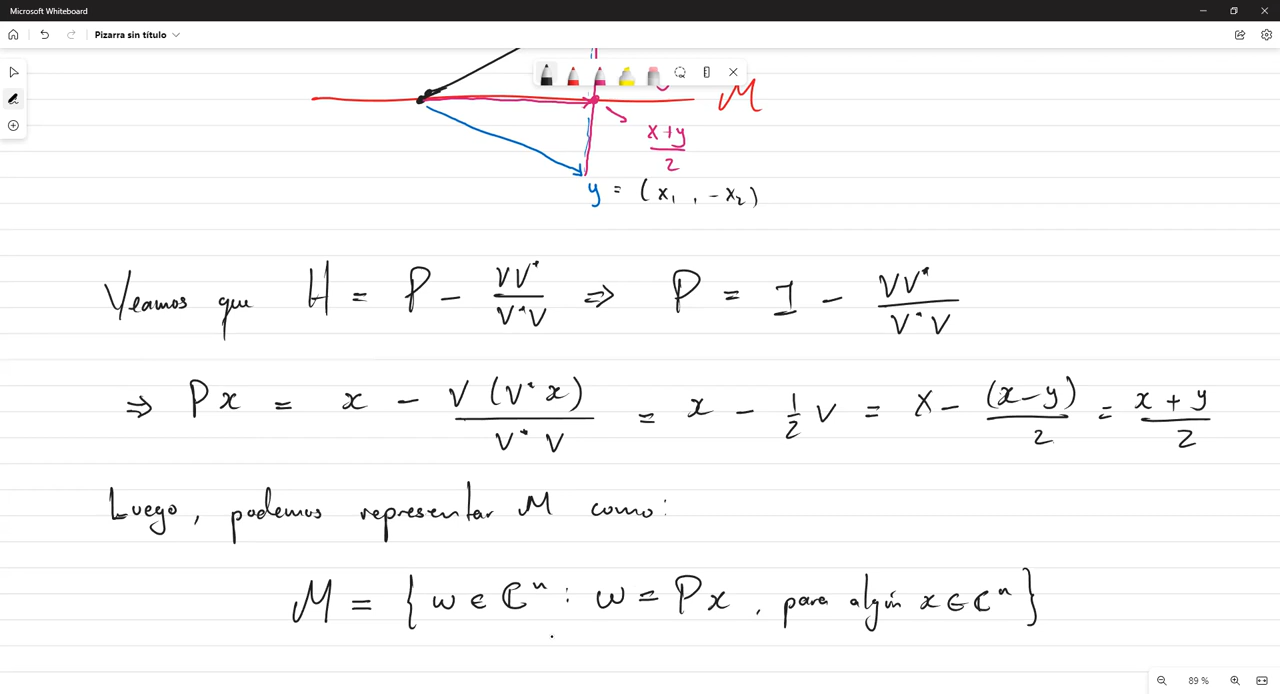 Microsoft Whiteboard
Pizarra sin título
M
x+y
2
y = (x₁, -x₂)
Veamos que H = P - VV*/V*V ⇒ P = I - VV*/V*V
⇒ Px = x - V(V*x)/V*V = x - 1/2 V = x - (x-y)/2 = x+y/2
Luego, podemos representar M como:
M = { w ∈ ℂⁿ : w = Px, para algún x ∈ ℂⁿ }
89 %